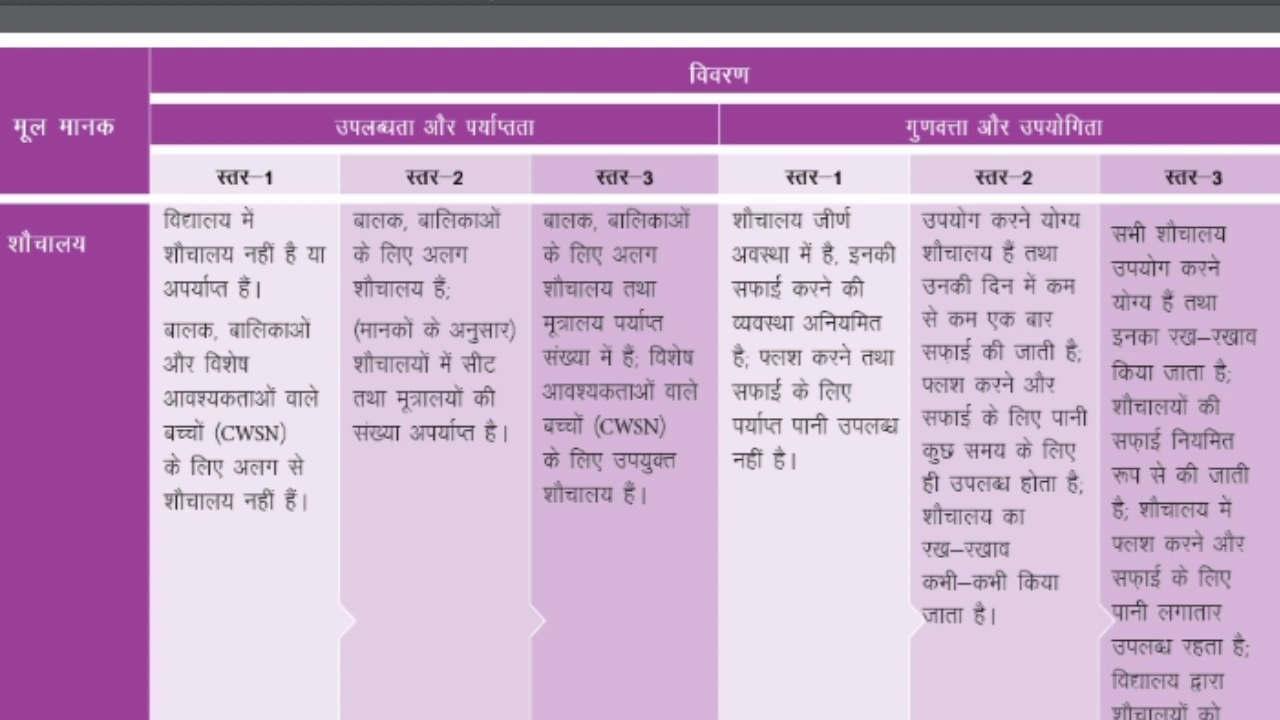 विवरण
मूल मानक
उपलब्धता और पर्याप्तता
गुणवत्ता और उपयोगिता
स्तर–1
स्तर–2
स्तर–3
स्तर–1
स्तर–2
स्तर–3
शौचालय
विद्यालय में
शौचालय नहीं है या
अपर्याप्त हैं।
बालक, बालिकाओं
और विशेष
आवश्यकताओं वाले
बच्चों (CWSN)
के लिए अलग से
शौचालय नहीं हैं।
बालक, बालिकाओं
के लिए अलग
शौचालय हैं;
(मानकों के अनुसार)
शौचालयों में सीट
तथा मूत्रालयों की
संख्या अपर्याप्त है।
बालक, बालिकाओं
के लिए अलग
शौचालय तथा
मूत्रालय पर्याप्त
संख्या में हैं; विशेष
आवश्यकताओं वाले
बच्चों (CWSN)
के लिए उपयुक्त
शौचालय हैं।
शौचालय जीर्ण
अवस्था में है, इनकी
सफाई करने की
व्यवस्था अनियमित
है; फ्लश करने तथा
सफाई के लिए
पर्याप्त पानी उपलब्ध
नहीं है।
उपयोग करने योग्य
शौचालय हैं तथा
उनकी दिन में कम
से कम एक बार
सफाई की जाती है;
फ्लश करने और
सफाई के लिए पानी
कुछ समय के लिए
ही उपलब्ध होता है;
शौचालय का
रख–रखाव
कभी–कभी किया
जाता है।
सभी शौचालय
उपयोग करने
योग्य हैं तथा
इनका रख–रखाव
किया जाता है;
शौचालयों की
सफ़ाई नियमित
रूप से की जाती
है; शौचालय में
फ्लश करने और
सफ़ाई के लिए
पानी लगातार
उपलब्ध रहता है;
विद्यालय द्वारा
शौचालयों को